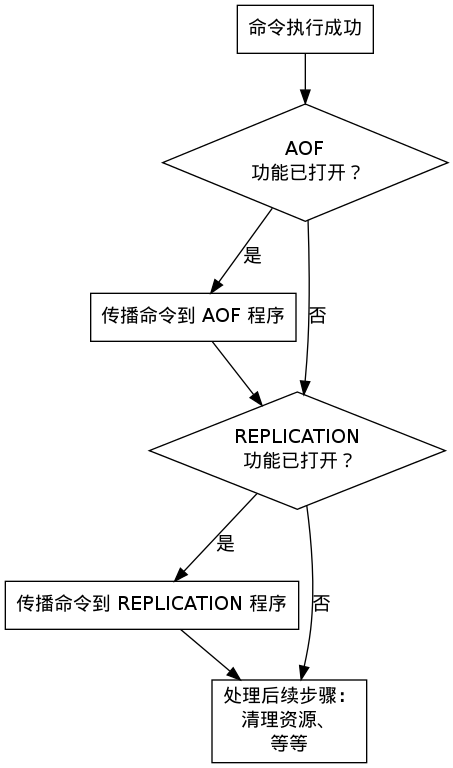 命令执行成功
AOF
功能已打开？
是
否
传播命令到 AOF 程序
REPLICATION
功能已打开？
是
否
传播命令到 REPLICATION 程序
处理后续步骤：
清理资源、
等等